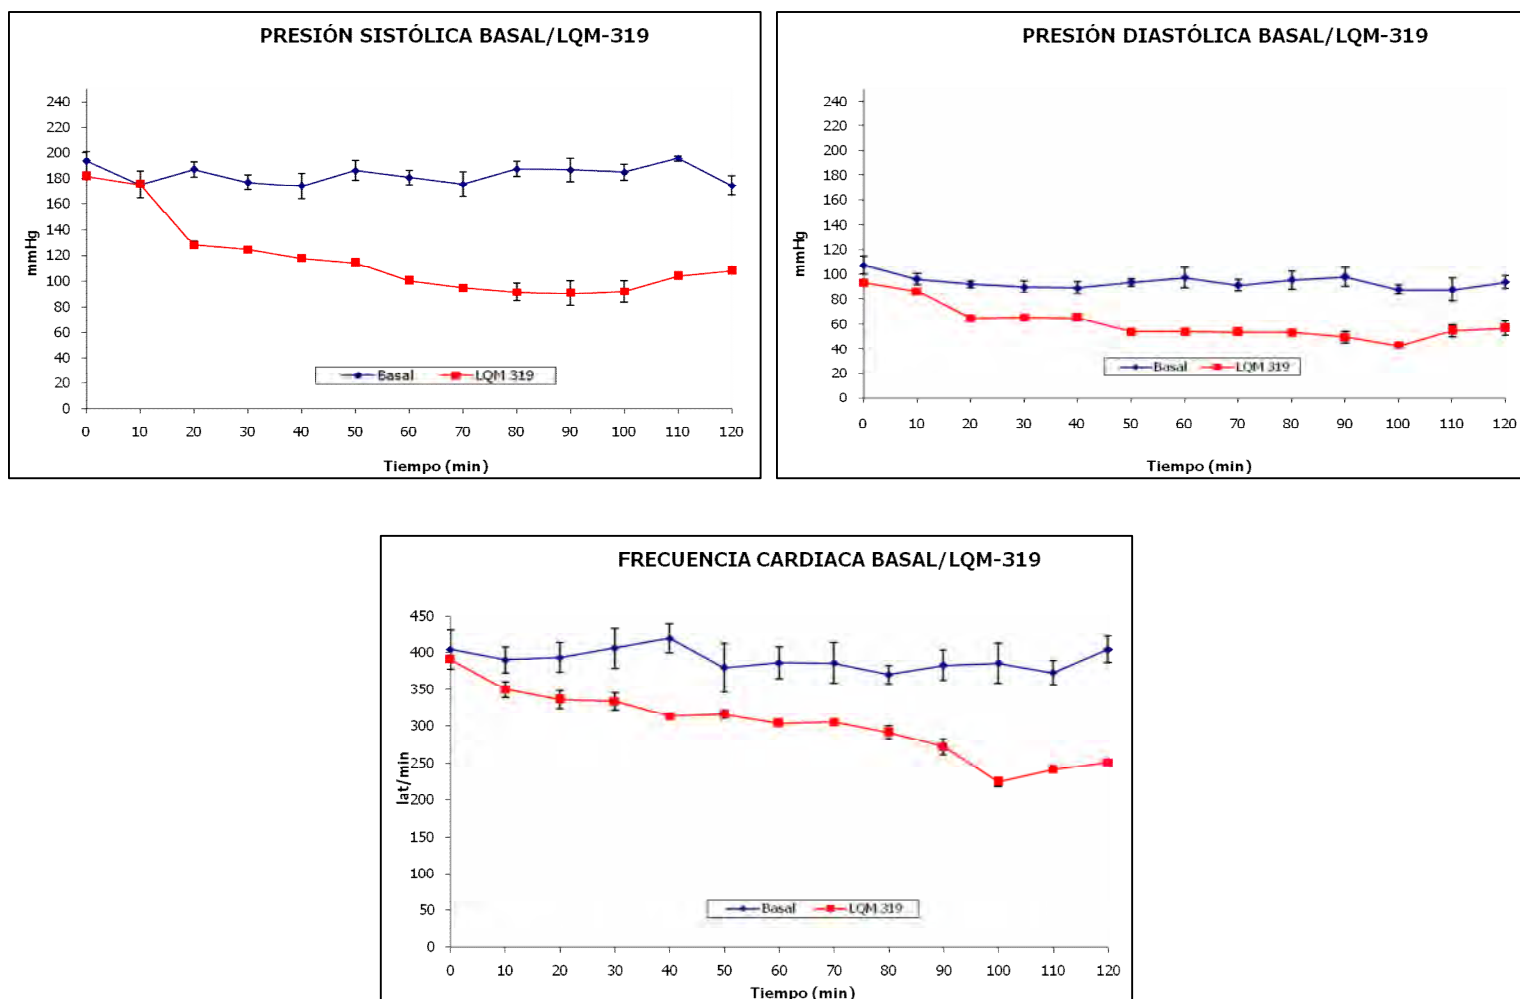 PRESIÓN SISTÓLICA BASAL/LQM-319
mmHg
240
220
200
180
160
140
120
100
80
60
40
20
0
Basal LQM 319
0 10 20 30 40 50 60 70 80 90 100 110 120
Tiempo (min)
PRESIÓN DIASTÓLICA BASAL/LQM-319
mmHg
240
220
200
180
160
140
120
100
80
60
40
20
0
Basal LQM 319
0 10 20 30 40 50 60 70 80 90 100 110 120
Tiempo (min)
FRECUENCIA CARDIACA BASAL/LQM-319
lat/min
450
400
350
300
250
200
150
100
50
0
Basal LQM 319
0 10 20 30 40 50 60 70 80 90 100 110 120
Tiempo (min)